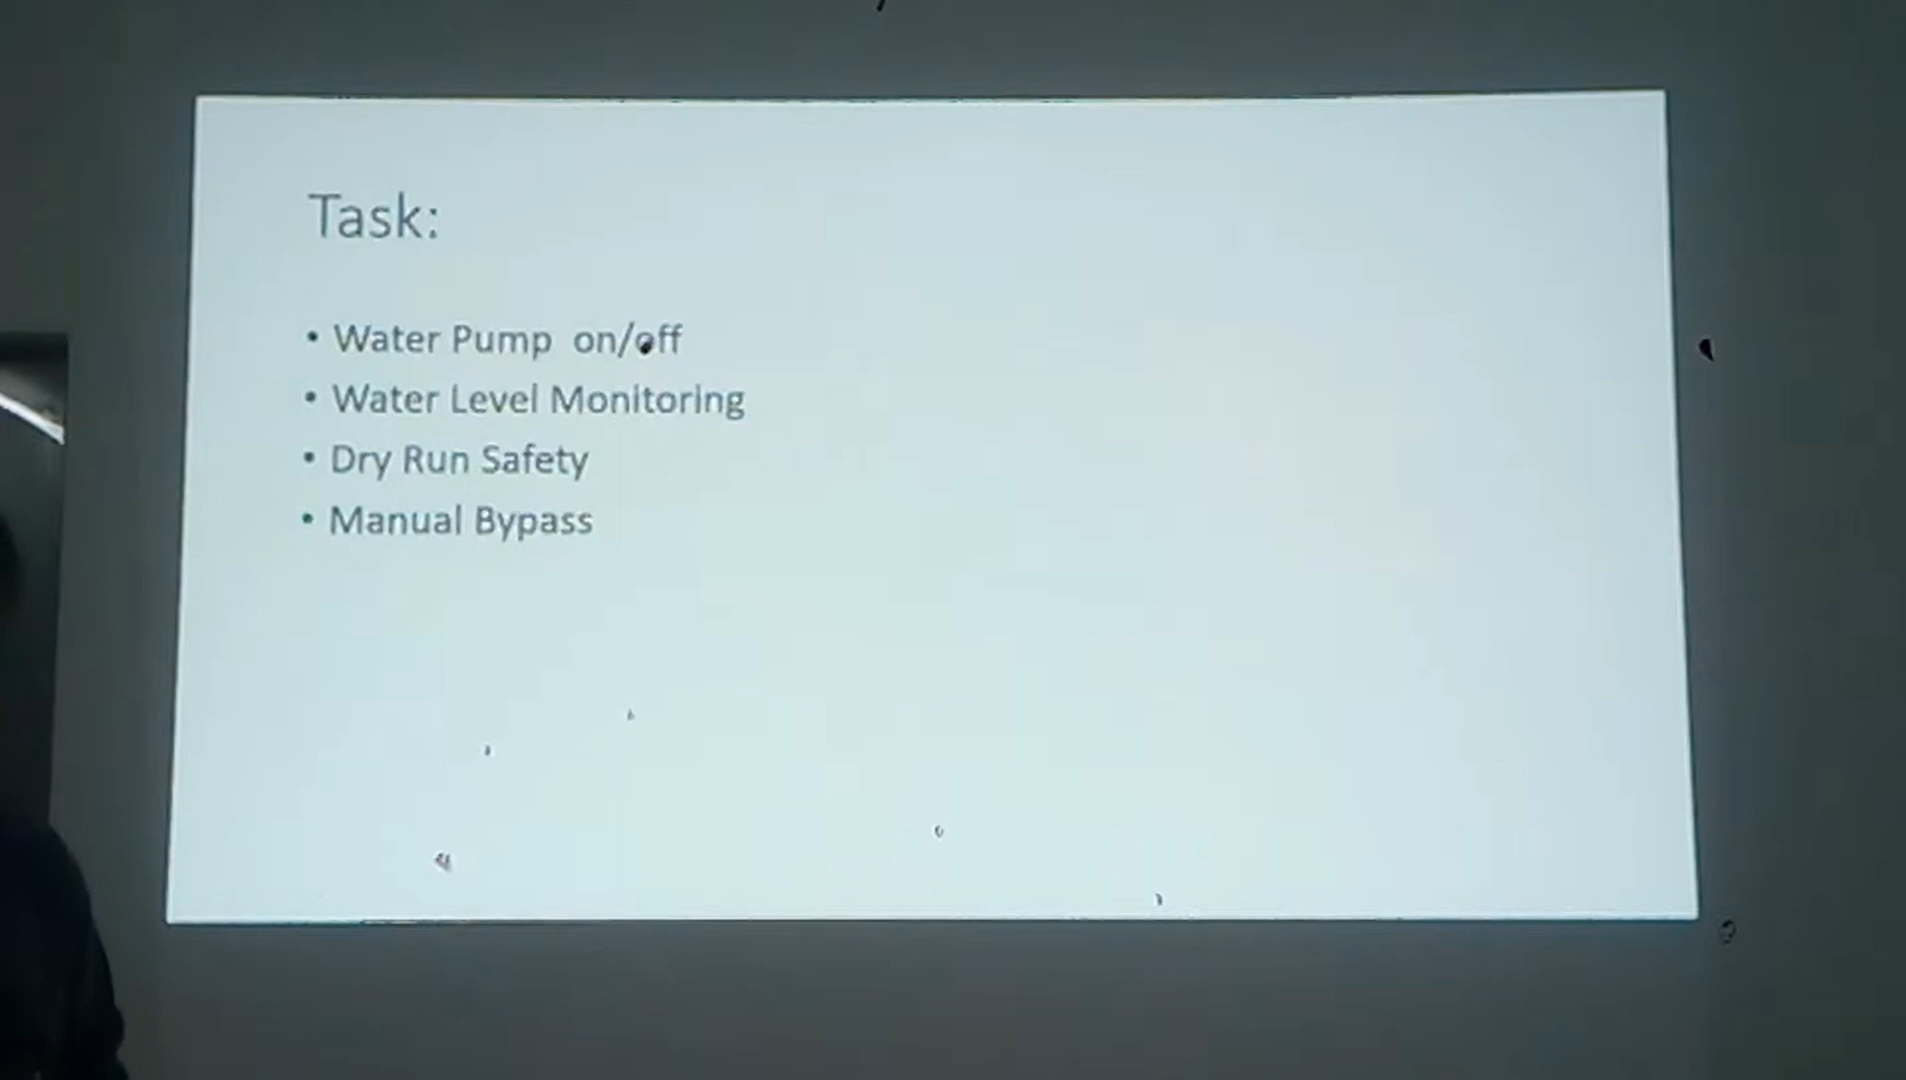 Task:
• Water Pump on/off
• Water Level Monitoring
• Dry Run Safety
• Manual Bypass